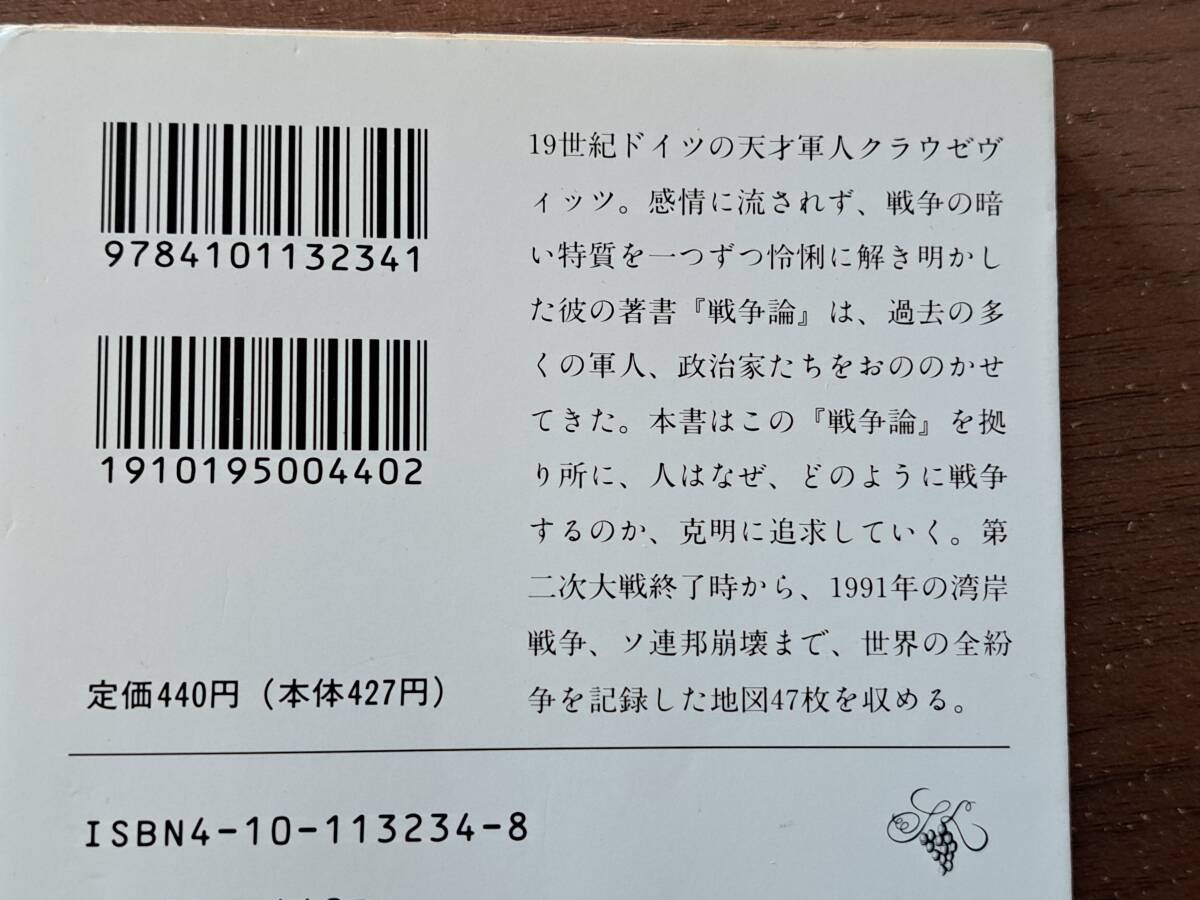 9784101132341
1910195004402
定価440円（本体427円）
19世紀ドイツの天才軍人クラウゼヴ
ィッツ。感情に流されず、戦争の暗
い特質を一つずつ怜悧に解き明かし
た彼の著書『戦争論』は、過去の多
くの軍人、政治家たちをおののかせ
てきた。本書はこの『戦争論』を拠
り所に、人はなぜ、どのように戦争
するのか、克明に追求していく。第
二次大戦終了時から、1991年の湾岸
戦争、ソ連邦崩壊まで、世界の全紛
争を記録した地図47枚を収める。
ISBN4-10-113234-8